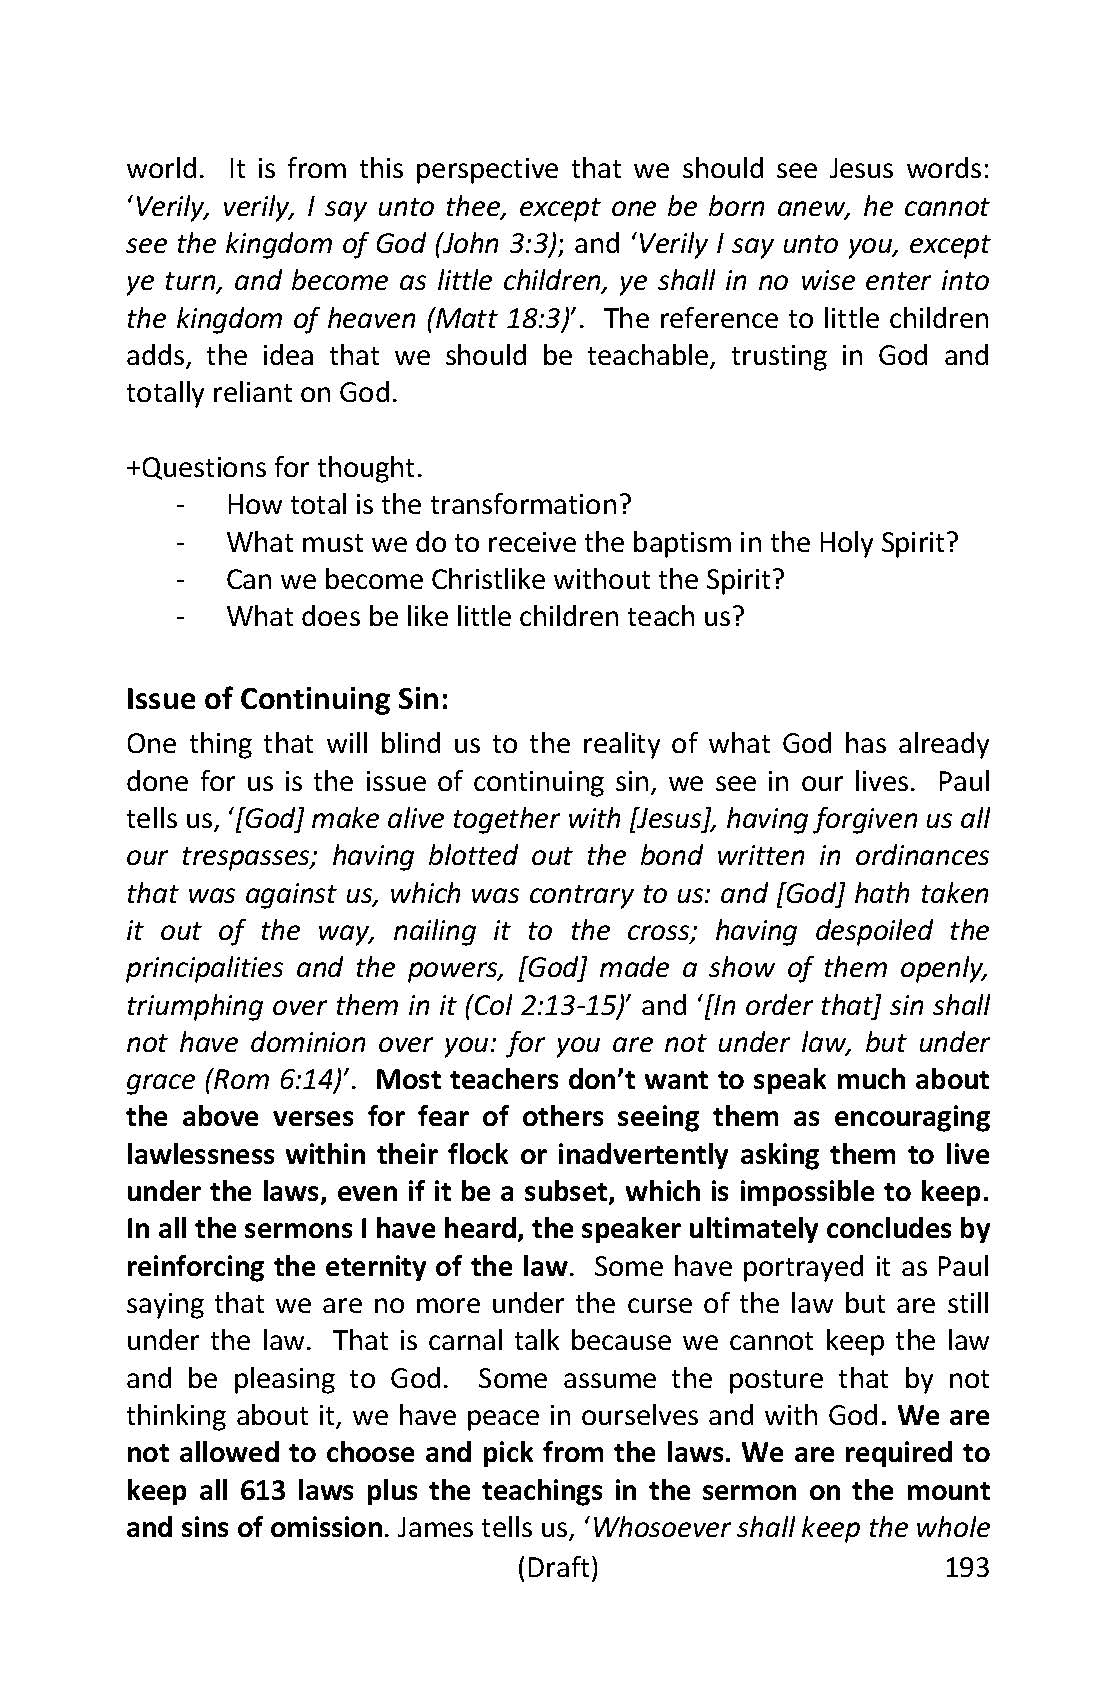 world.  It is from this perspective that we should see Jesus words:
‘Verily, verily, I say unto thee, except one be born anew, he cannot
see the kingdom of God (John 3:3); and ‘Verily I say unto you, except
ye turn, and become as little children, ye shall in no wise enter into
the kingdom of heaven (Matt 18:3)’.  The reference to little children
adds, the idea that we should be teachable, trusting in God and
totally reliant on God.

+Questions for thought.
- How total is the transformation?
- What must we do to receive the baptism in the Holy Spirit?
- Can we become Christlike without the Spirit?
- What does be like little children teach us?

Issue of Continuing Sin:
One thing that will blind us to the reality of what God has already
done for us is the issue of continuing sin, we see in our lives.  Paul
tells us, ‘[God] make alive together with [Jesus], having forgiven us all
our trespasses; having blotted out the bond written in ordinances
that was against us, which was contrary to us: and [God] hath taken
it out of the way, nailing it to the cross; having despoiled the
principalities and the powers, [God] made a show of them openly,
triumphing over them in it (Col 2:13-15)’ and ‘[In order that] sin shall
not have dominion over you: for you are not under law, but under
grace (Rom 6:14)’.  Most teachers don’t want to speak much about
the above verses for fear of others seeing them as encouraging
lawlessness within their flock or inadvertently asking them to live
under the laws, even if it be a subset, which is impossible to keep.
In all the sermons I have heard, the speaker ultimately concludes by
reinforcing the eternity of the law.  Some have portrayed it as Paul
saying that we are no more under the curse of the law but are still
under the law.  That is carnal talk because we cannot keep the law
and be pleasing to God.  Some assume the posture that by not
thinking about it, we have peace in ourselves and with God. We are
not allowed to choose and pick from the laws. We are required to
keep all 613 laws plus the teachings in the sermon on the mount
and sins of omission. James tells us, ‘Whosoever shall keep the whole
(Draft) 193